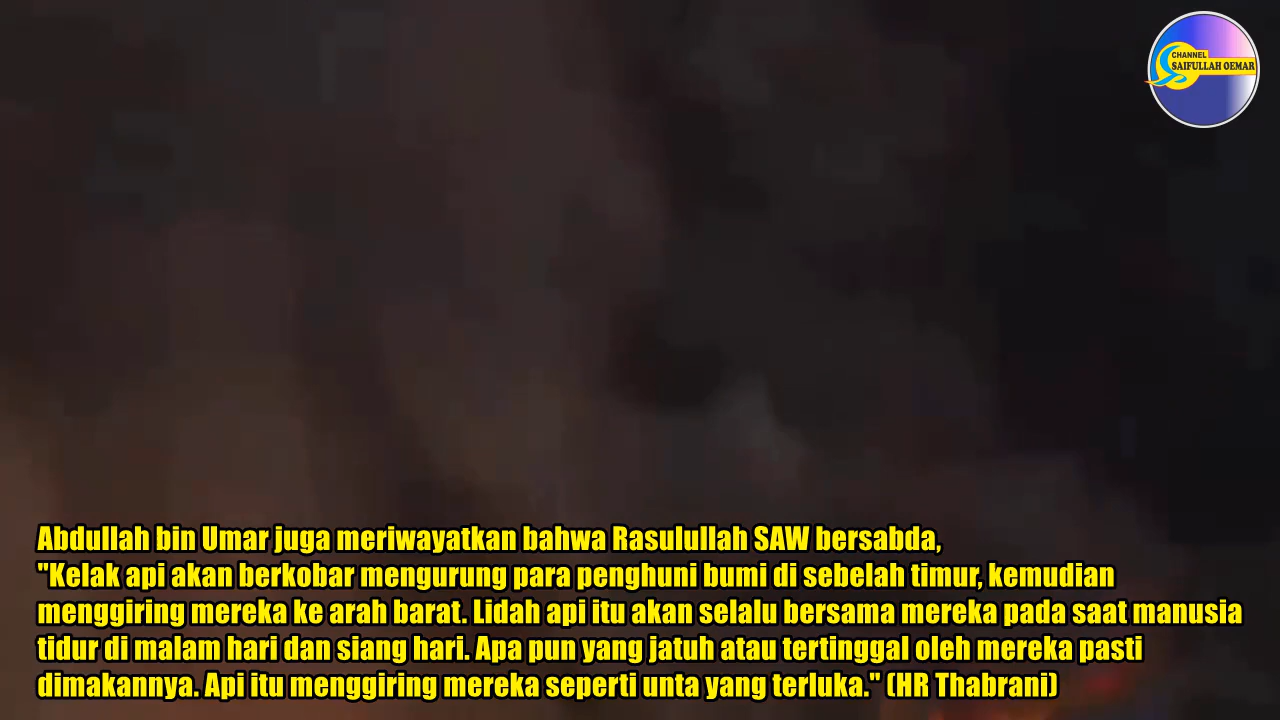 CHANNEL
SAIFULLAH OEMAR
Abdullah bin Umar juga meriwayatkan bahwa Rasulullah SAW bersabda,
"Kelak api akan berkobar mengurung para penghuni bumi di sebelah timur, kemudian
menggiring mereka ke arah barat. Lidah api itu akan selalu bersama mereka pada saat manusia
tidur di malam hari dan siang hari. Apa pun yang jatuh atau tertinggal oleh mereka pasti
dimakannya. Api itu menggiring mereka seperti unta yang terluka." (HR Thabrani)